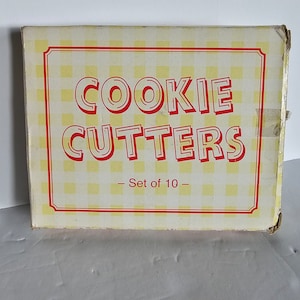 COOKIE
CUTTERS
– Set of 10 –